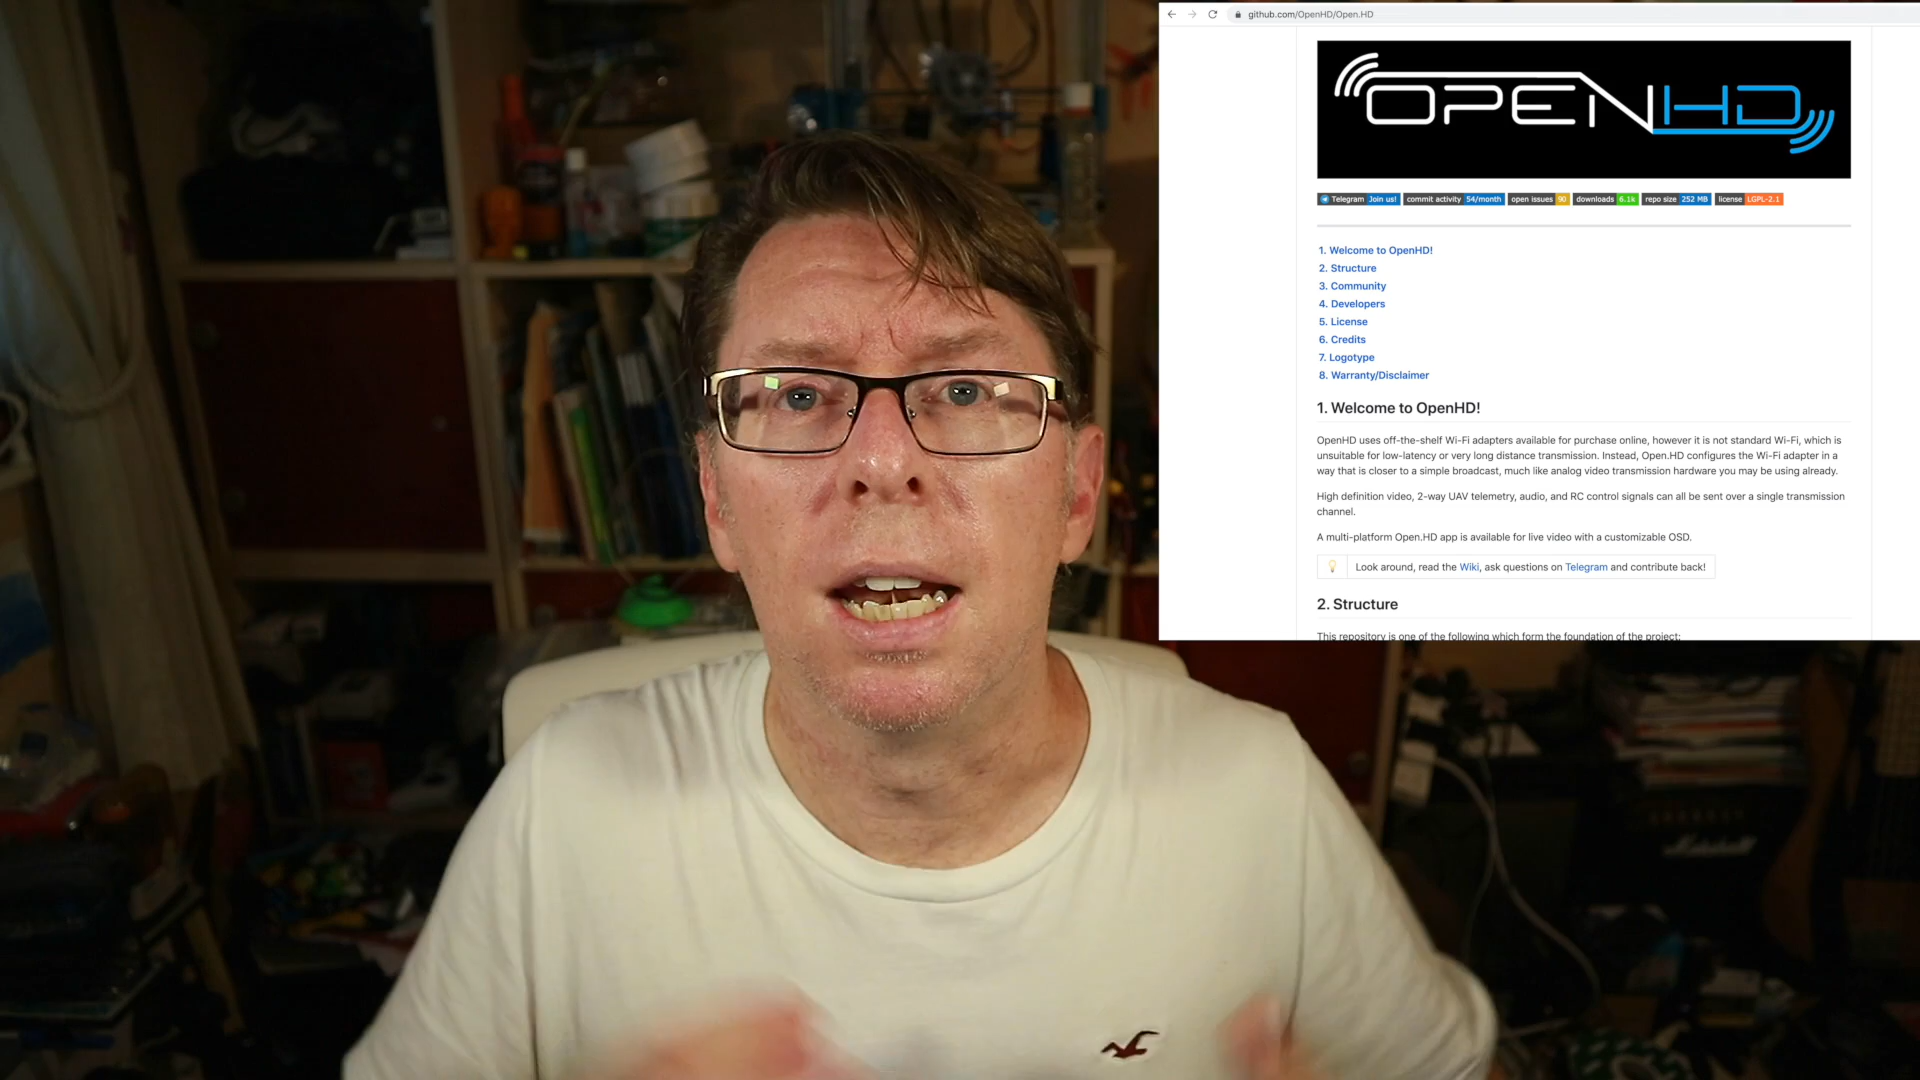 github.com/OpenHD/Open.HD
OPENHD
Telegram Join us! commit activity 54/month open issues 90 downloads 6.1k repo size 252 MB license LGPL-2.1
1. Welcome to OpenHD!
2. Structure
3. Community
4. Developers
5. License
6. Credits
7. Logotype
8. Warranty/Disclaimer
1. Welcome to OpenHD!
OpenHD uses off-the-shelf Wi-Fi adapters available for purchase online, however it is not standard Wi-Fi, which is
unsuitable for low-latency or very long distance transmission. Instead, Open.HD configures the Wi-Fi adapter in a
way that is closer to a simple broadcast, much like analog video transmission hardware you may be using already.
High definition video, 2-way UAV telemetry, audio, and RC control signals can all be sent over a single transmission
channel.
A multi-platform Open.HD app is available for live video with a customizable OSD.
Look around, read the Wiki, ask questions on Telegram and contribute back!
2. Structure
This repository is one of the following which form the foundation of the project:
Marshall